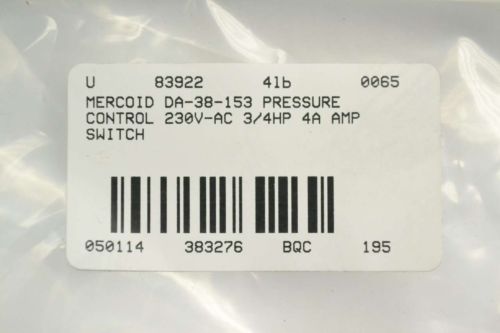 U 83922 4lb 0065
MERCOID DA-38-153 PRESSURE
CONTROL 230V-AC 3/4HP 4A AMP
SWITCH
050114 383276 BQC 195